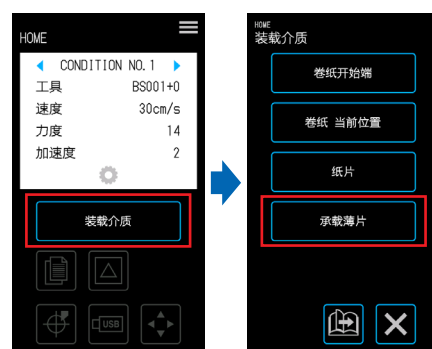 HOME
CONDITION NO.1
工具 BS001+0
速度 30cm/s
力度 14
加速度 2
装载介质
USB
HOME
装载介质
卷纸开始端
卷纸 当前位置
纸片
承载薄片